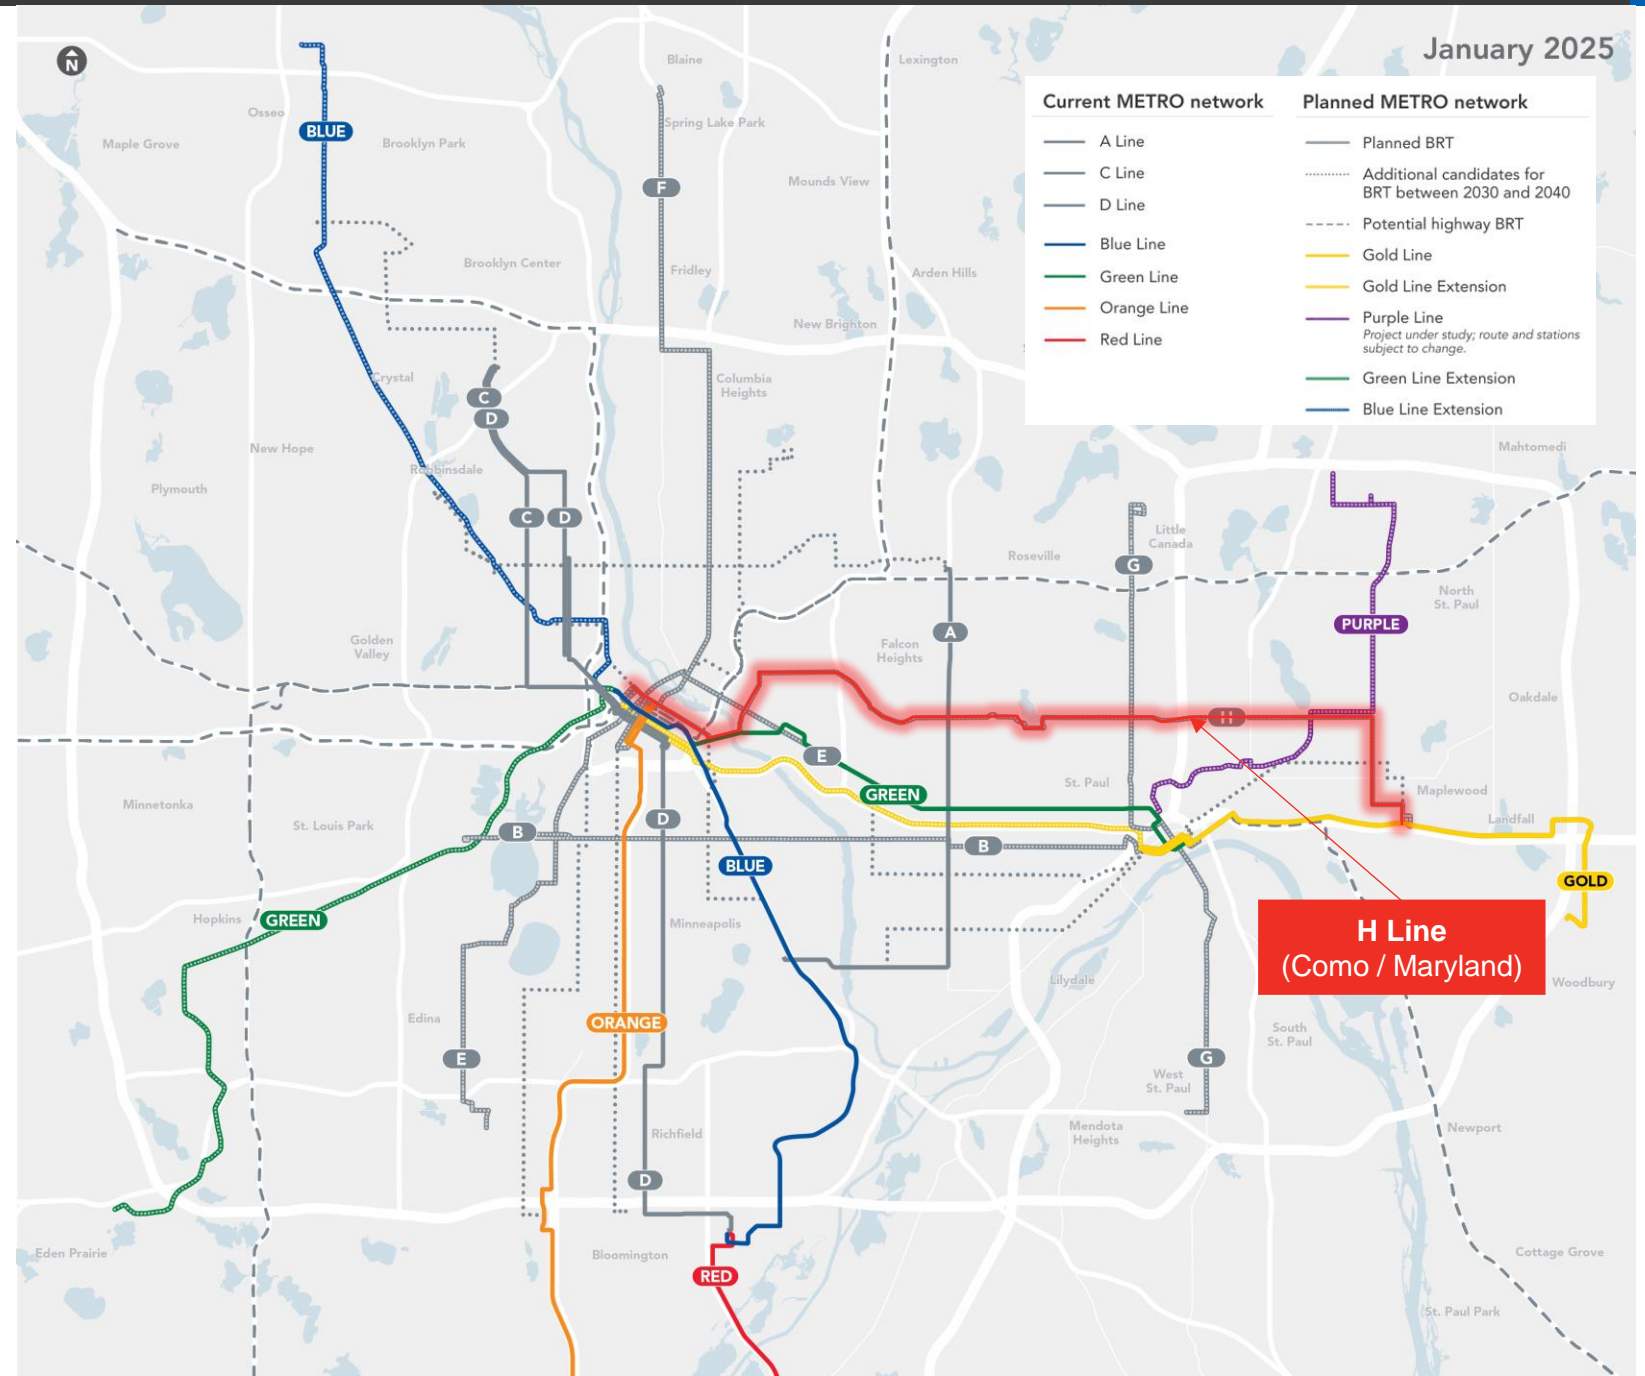 January 2025
N
Current METRO network
A Line
C Line
D Line
Blue Line
Green Line
Orange Line
Red Line
Planned METRO network
Planned BRT
Additional candidates for
BRT between 2030 and 2040
Potential highway BRT
Gold Line
Gold Line Extension
Purple Line
Project under study; route and stations
subject to change.
Green Line Extension
Blue Line Extension
Blaine
Lexington
Osseo
BLUE
Spring Lake Park
Maple Grove
Brooklyn Park
Mounds View
F
Brooklyn Center
Fridley
Arden Hills
New Brighton
Crystal
Columbia
Heights
C
D
New Hope
Robbinsdale
Mahtomedi
Plymouth
C
D
Little
Canada
Roseville
G
North
St. Paul
PURPLE
Golden
Valley
A
Falcon
Heights
Oakdale
H
E
St. Paul
Maplewood
GREEN
Minnetonka
St. Louis Park
D
Landfall
B
B
BLUE
GOLD
Hopkins
GREEN
Minneapolis
H Line
(Como / Maryland)
Lilydale
Woodbury
Edina
ORANGE
South
St. Paul
E
G
West
St. Paul
Richfield
Mendota
Heights
Newport
D
Eden Prairie
Bloomington
Cottage Grove
RED
St. Paul Park